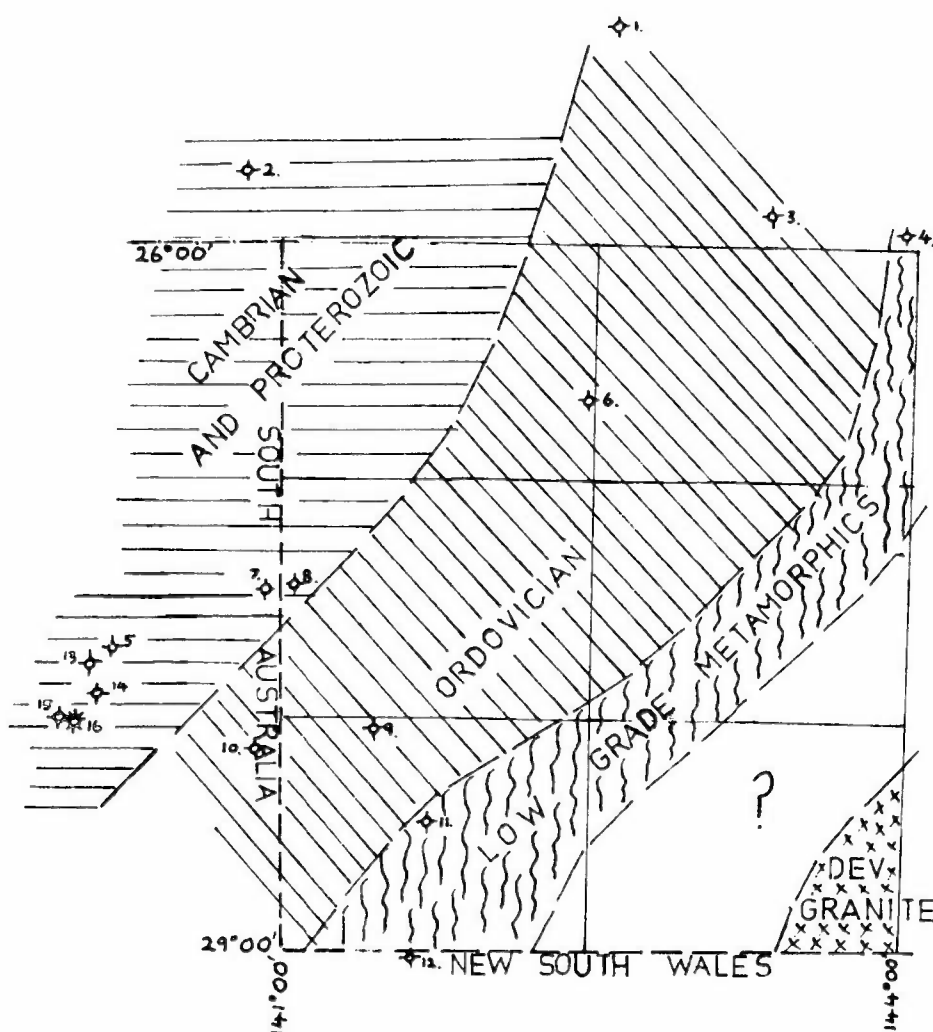 1.
2.
3.
4.
26°00'
CAMBRIAN
AND PROTEROZOIC
SOUTH
AUSTRALIA
6.
7.
8.
ORDOVICIAN
LOW GRADE METAMORPHICS
5
13
14
15
16
9.
10.
11.
?
DEV
GRANITE
29°00'
12.
NEW SOUTH WALES
141°00'
144°00'